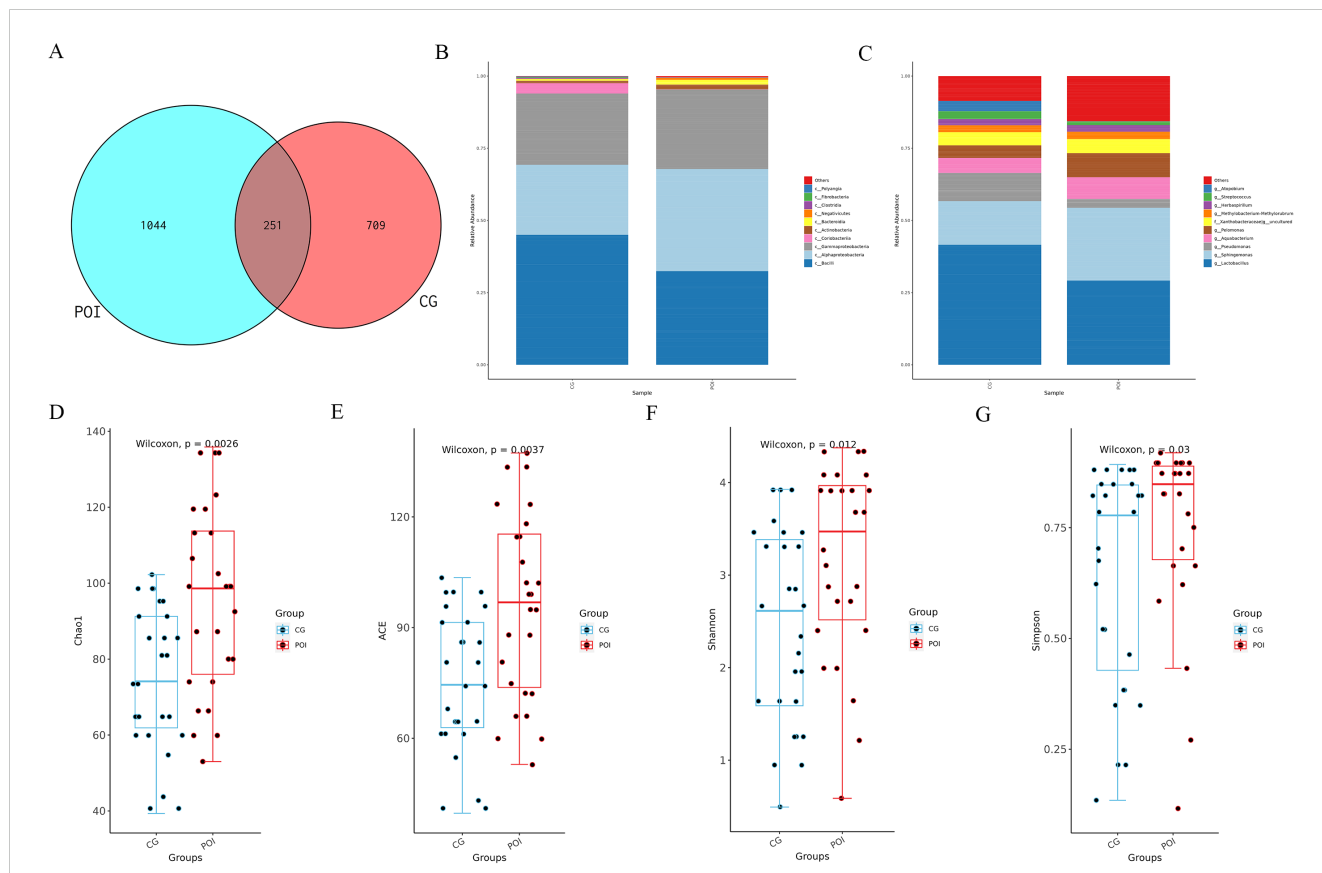 A
1044
251
709
POI
CG
B
1.00
0.75
0.50
0.25
0.00
Relative Abundance
CG
POI
Sample
Others
c__Polyangia
c__Fibrobacteria
c__Clostridia
c__Negativicutes
c__Bacteroidia
c__Actinobacteria
c__Coriobacteriia
c__Gammaproteobacteria
c__Alphaproteobacteria
c__Bacilli
C
1.00
0.75
0.50
0.25
0.00
Relative Abundance
CG
POI
Sample
Others
g__Atopobium
g__Streptococcus
g__Herbaspirillum
g__Methylobacterium-Methylorubrum
f__Xanthobacteraceae|g__uncultured
g__Pelomonas
g__Aquabacterium
g__Pseudomonas
g__Sphingomonas
g__Lactobacillus
D
Wilcoxon, p = 0.0026
140
120
100
80
60
40
Chao1
CG
POI
Groups
Group
CG
POI
E
Wilcoxon, p = 0.0037
120
90
60
ACE
CG
POI
Groups
Group
CG
POI
F
Wilcoxon, p = 0.012
4
3
2
1
Shannon
CG
POI
Groups
Group
CG
POI
G
Wilcoxon, p = 0.03
0.75
0.50
0.25
Simpson
CG
POI
Groups
Group
CG
POI